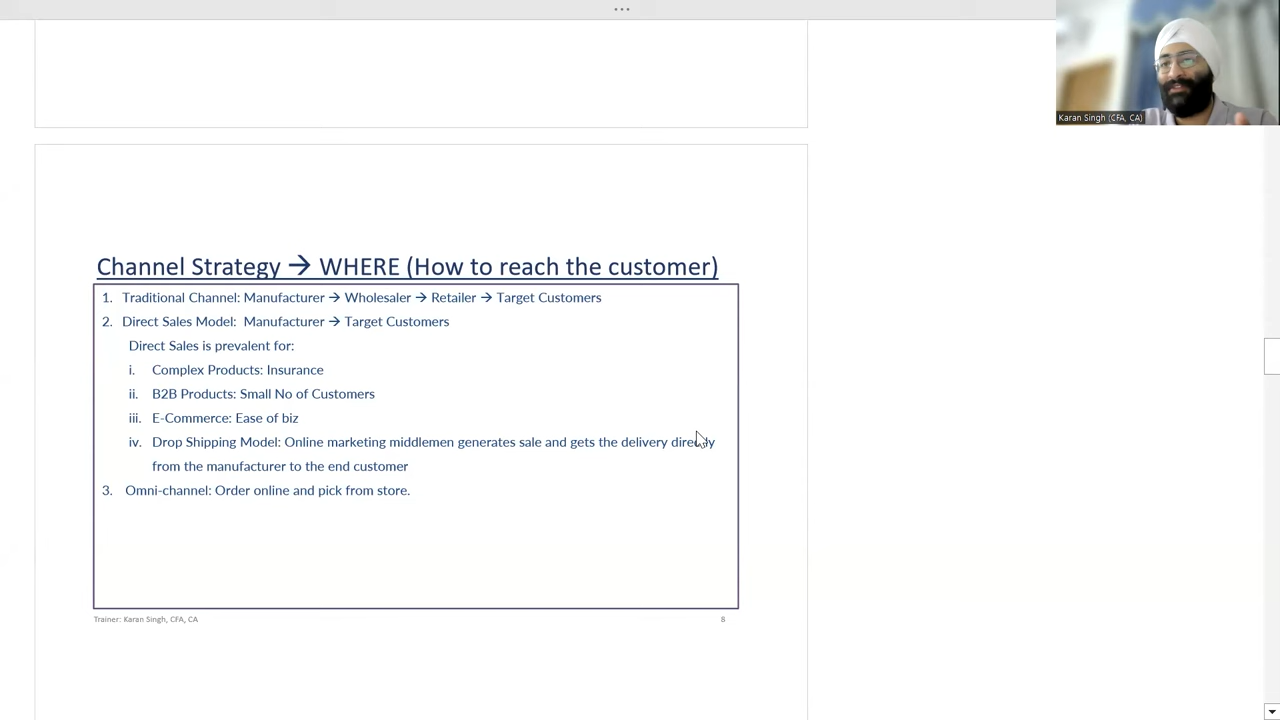 Karan Singh (CFA, CA)
Channel Strategy → WHERE (How to reach the customer)
1. Traditional Channel: Manufacturer → Wholesaler → Retailer → Target Customers
2. Direct Sales Model: Manufacturer → Target Customers
Direct Sales is prevalent for:
i. Complex Products: Insurance
ii. B2B Products: Small No of Customers
iii. E-Commerce: Ease of biz
iv. Drop Shipping Model: Online marketing middlemen generates sale and gets the delivery directly
from the manufacturer to the end customer
3. Omni-channel: Order online and pick from store.
Trainer: Karan Singh, CFA, CA
8